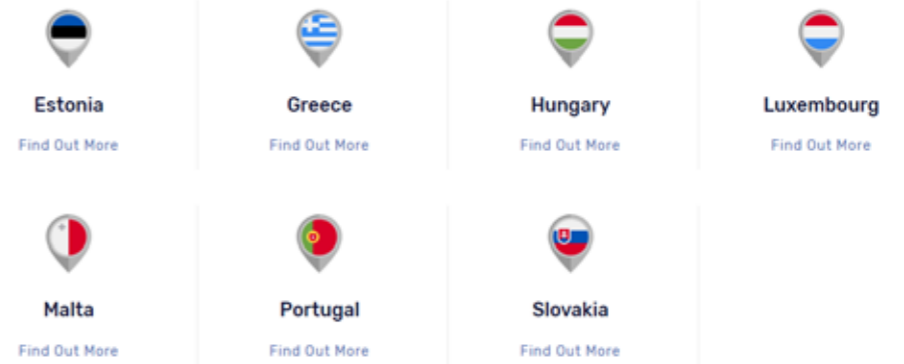 Estonia
Greece
Hungary
Luxembourg
Find Out More
Find Out More
Find Out More
Find Out More
Malta
Portugal
Slovakia
Find Out More
Find Out More
Find Out More